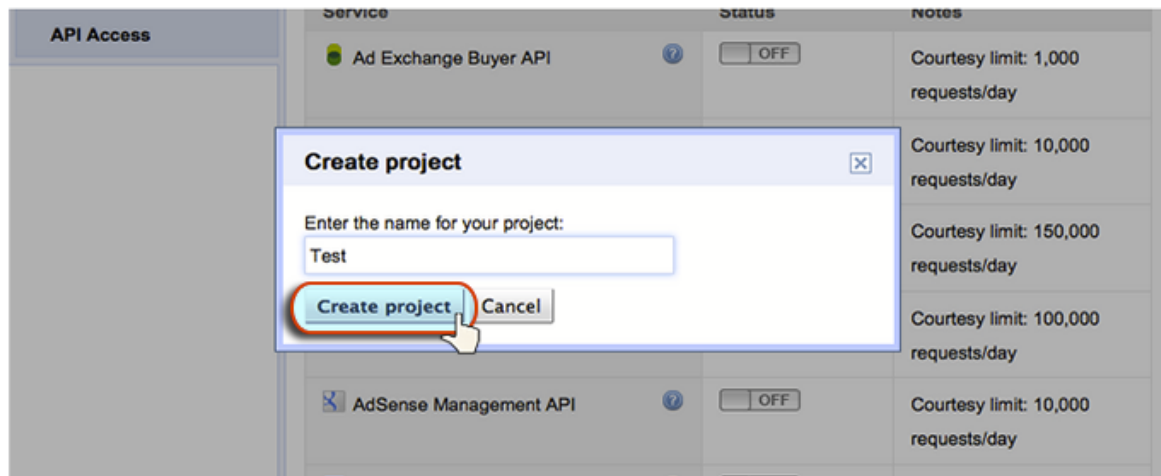 Service Status Notes
API Access
Ad Exchange Buyer API OFF Courtesy limit: 1,000
requests/day
Courtesy limit: 10,000
requests/day
Create project
Enter the name for your project:
Test
Create project Cancel
Courtesy limit: 150,000
requests/day
Courtesy limit: 100,000
requests/day
AdSense Management API OFF Courtesy limit: 10,000
requests/day